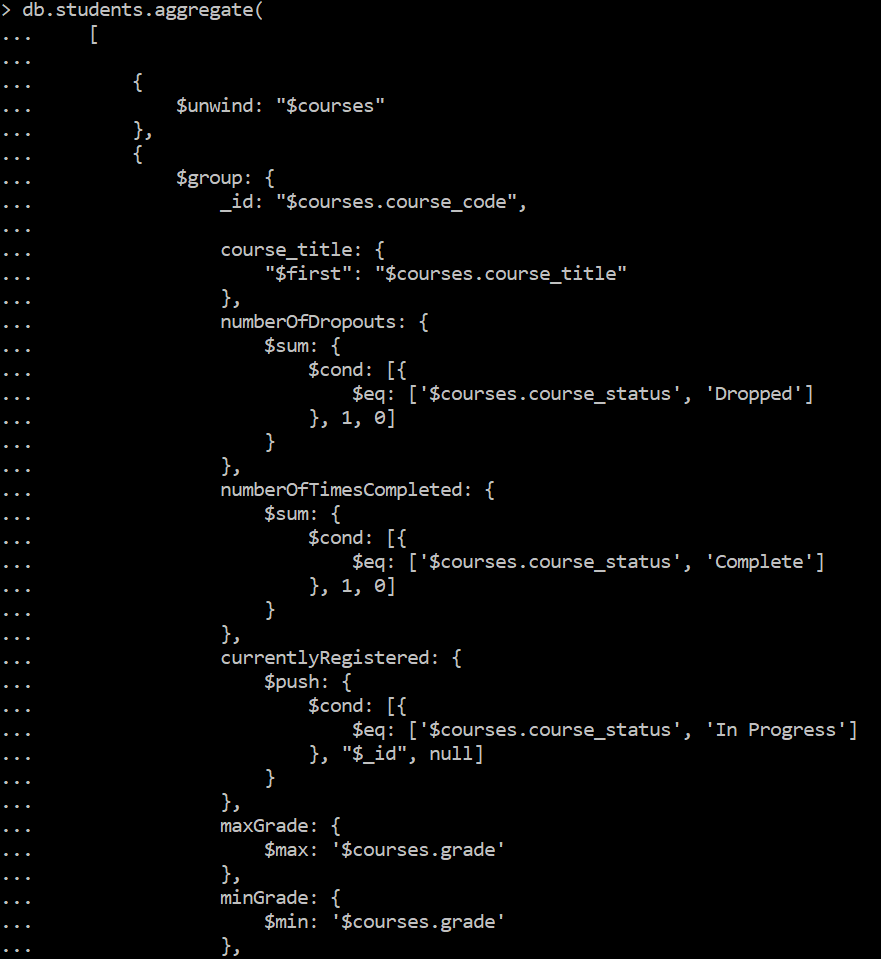 > db.students.aggregate(
...     [
...
...         {
...             $unwind: "$courses"
...         },
...         {
...             $group: {
...                 _id: "$courses.course_code",
...
...                 course_title: {
...                     "$first": "$courses.course_title"
...                 },
...                 numberOfDropouts: {
...                     $sum: {
...                         $cond: [{
...                             $eq: ['$courses.course_status', 'Dropped']
...                         }, 1, 0]
...                     }
...                 },
...                 numberOfTimesCompleted: {
...                     $sum: {
...                         $cond: [{
...                             $eq: ['$courses.course_status', 'Complete']
...                         }, 1, 0]
...                     }
...                 },
...                 currentlyRegistered: {
...                     $push: {
...                         $cond: [{
...                             $eq: ['$courses.course_status', 'In Progress']
...                         }, "$_id", null]
...                     }
...                 },
...                 maxGrade: {
...                     $max: '$courses.grade'
...                 },
...                 minGrade: {
...                     $min: '$courses.grade'
...                 },